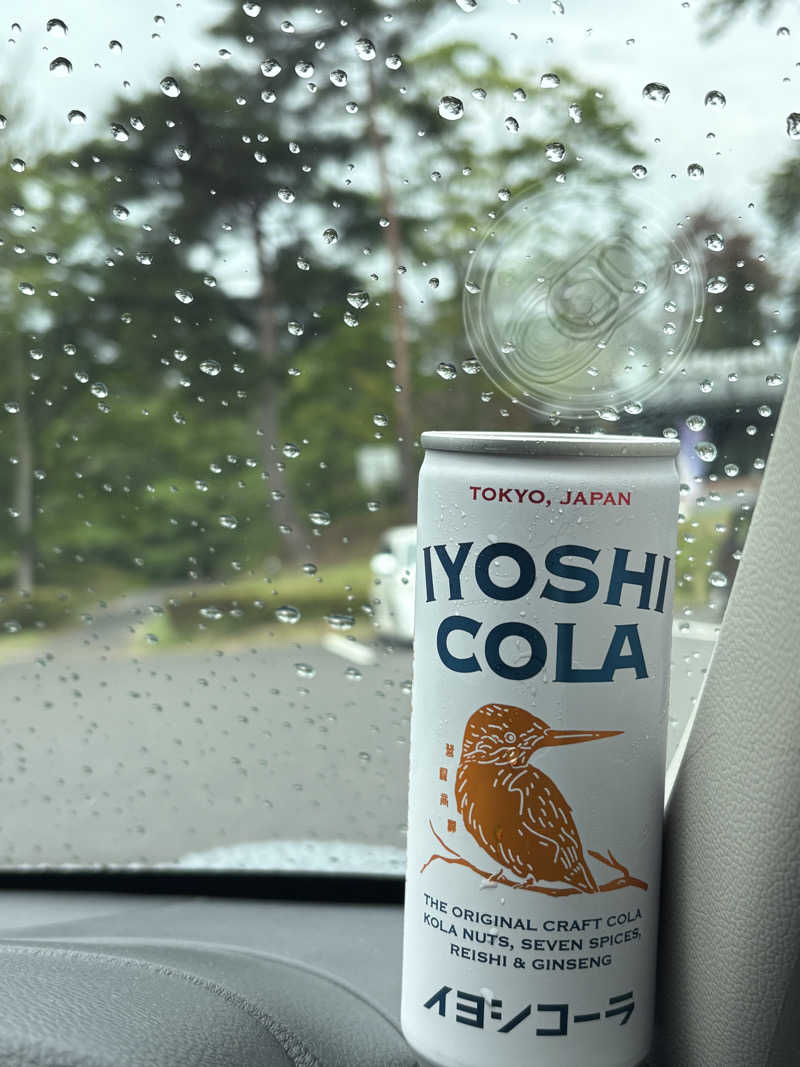 TOKYO, JAPAN
IYOSHI
COLA
THE ORIGINAL CRAFT COLA
KOLA NUTS, SEVEN SPICES,
REISHI & GINSENG
イヨシコーラ